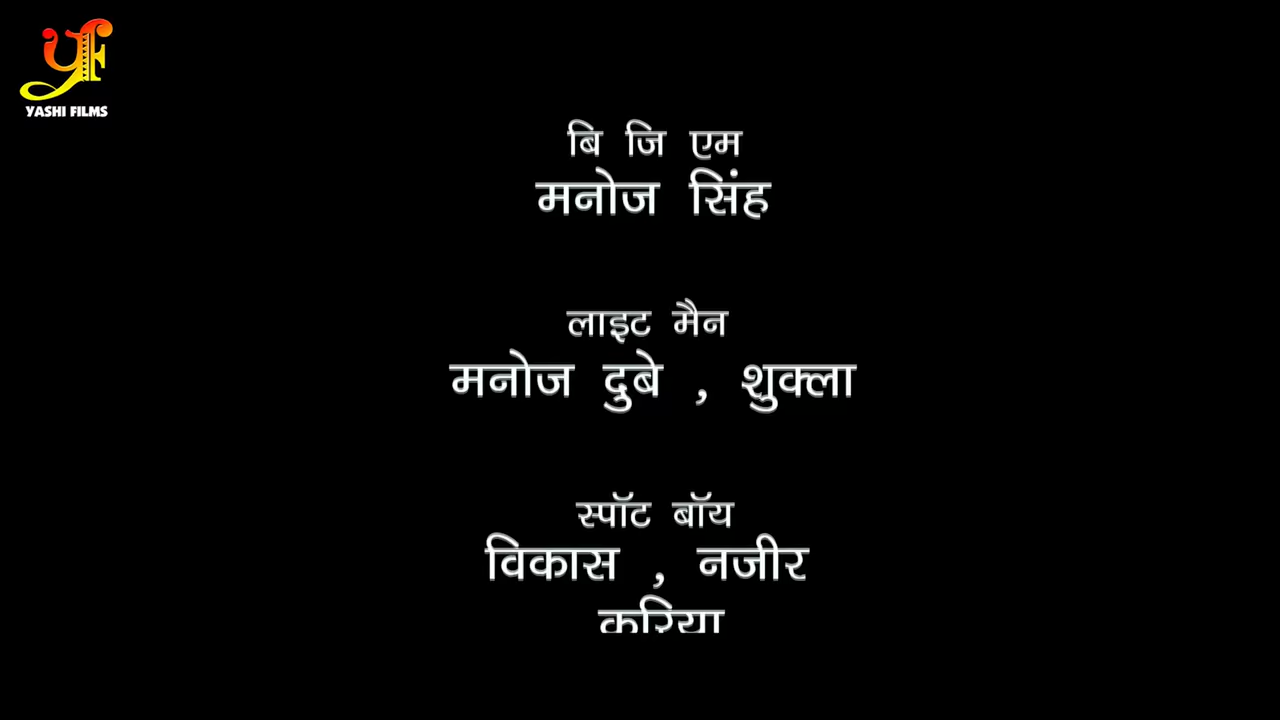 YASHI FILMS
बि जि एम
मनोज सिंह
लाइट मैन
मनोज दुबे , शुक्ला
स्पॉट बॉय
विकास , नजीर
करिया